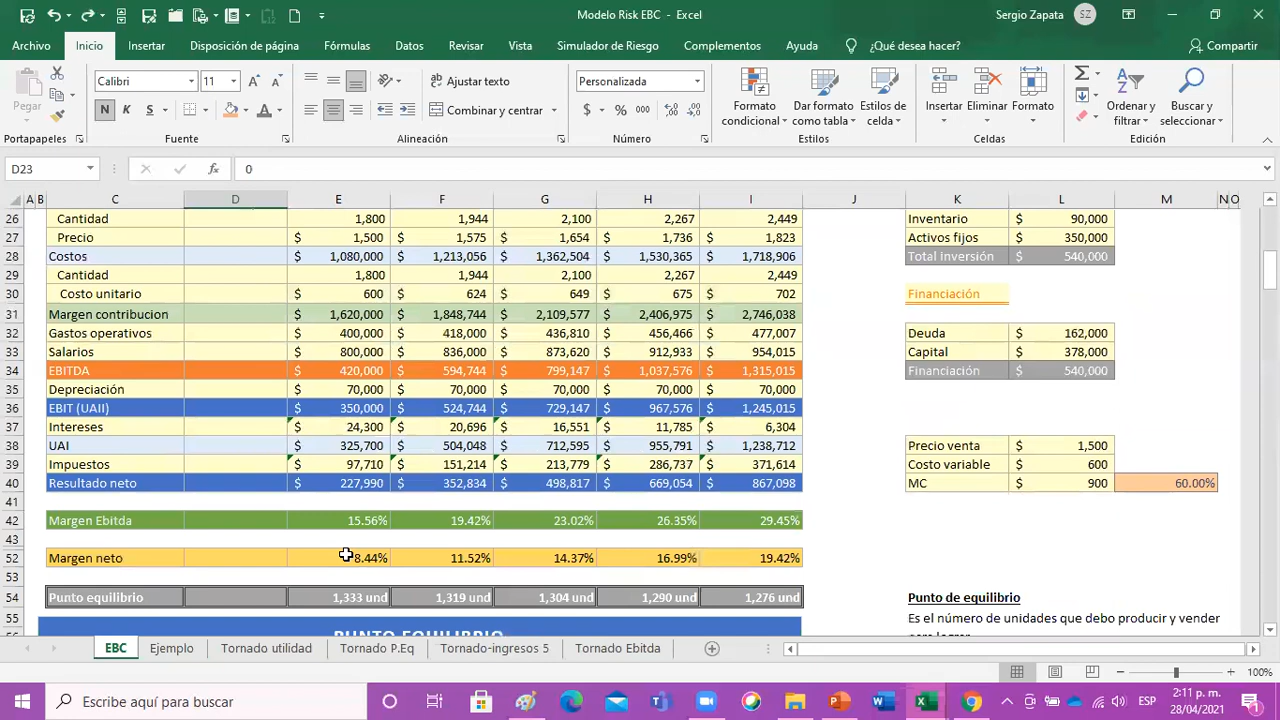 Modelo Risk EBC - Excel
Sergio Zapata SZ
Archivo Inicio Insertar Disposición de página Fórmulas Datos Revisar Vista Simulador de Riesgo Complementos Ayuda ¿Qué desea hacer? Compartir
Pegar
Calibri 11
N K S
Ajustar texto
Combinar y centrar
Personalizada
$ % 000
Formato condicional
Dar formato como tabla
Estilos de celda
Insertar Eliminar Formato
Ordenar y filtrar
Buscar y seleccionar
Portapapeles Fuente Alineación Número Estilos Celdas Edición
D23 fx 0
A B C D E F G H I J K L M N O
26 Cantidad 1,800 1,944 2,100 2,267 2,449 Inventario $ 90,000
27 Precio $ 1,500 $ 1,575 $ 1,654 $ 1,736 $ 1,823 Activos fijos $ 350,000
28 Costos $ 1,080,000 $ 1,213,056 $ 1,362,504 $ 1,530,365 $ 1,718,906 Total inversión $ 540,000
29 Cantidad 1,800 1,944 2,100 2,267 2,449
30 Costo unitario $ 600 $ 624 $ 649 $ 675 $ 702 Financiación
31 Margen contribucion $ 1,620,000 $ 1,848,744 $ 2,109,577 $ 2,406,975 $ 2,746,038
32 Gastos operativos $ 400,000 $ 418,000 $ 436,810 $ 456,466 $ 477,007 Deuda $ 162,000
33 Salarios $ 800,000 $ 836,000 $ 873,620 $ 912,933 $ 954,015 Capital $ 378,000
34 EBITDA $ 420,000 $ 594,744 $ 799,147 $ 1,037,576 $ 1,315,015 Financiación $ 540,000
35 Depreciación $ 70,000 $ 70,000 $ 70,000 $ 70,000 $ 70,000
36 EBIT (UAII) $ 350,000 $ 524,744 $ 729,147 $ 967,576 $ 1,245,015
37 Intereses $ 24,300 $ 20,696 $ 16,551 $ 11,785 $ 6,304
38 UAI $ 325,700 $ 504,048 $ 712,595 $ 955,791 $ 1,238,712 Precio venta $ 1,500
39 Impuestos $ 97,710 $ 151,214 $ 213,779 $ 286,737 $ 371,614 Costo variable $ 600
40 Resultado neto $ 227,990 $ 352,834 $ 498,817 $ 669,054 $ 867,098 MC $ 900 60.00%
41
42 Margen Ebitda 15.56% 19.42% 23.02% 26.35% 29.45%
43
52 Margen neto 8.44% 11.52% 14.37% 16.99% 19.42%
53
54 Punto equilibrio 1,333 und 1,319 und 1,304 und 1,290 und 1,276 und Punto de equilibrio
55 Es el número de unidades que debo producir y vender
PUNTO EQUILIBRIO
EBC Ejemplo Tornado utilidad Tornado P.Eq Tornado-ingresos 5 Tornado Ebitda
100%
Escribe aquí para buscar
ESP
2:11 p. m.
28/04/2021
1